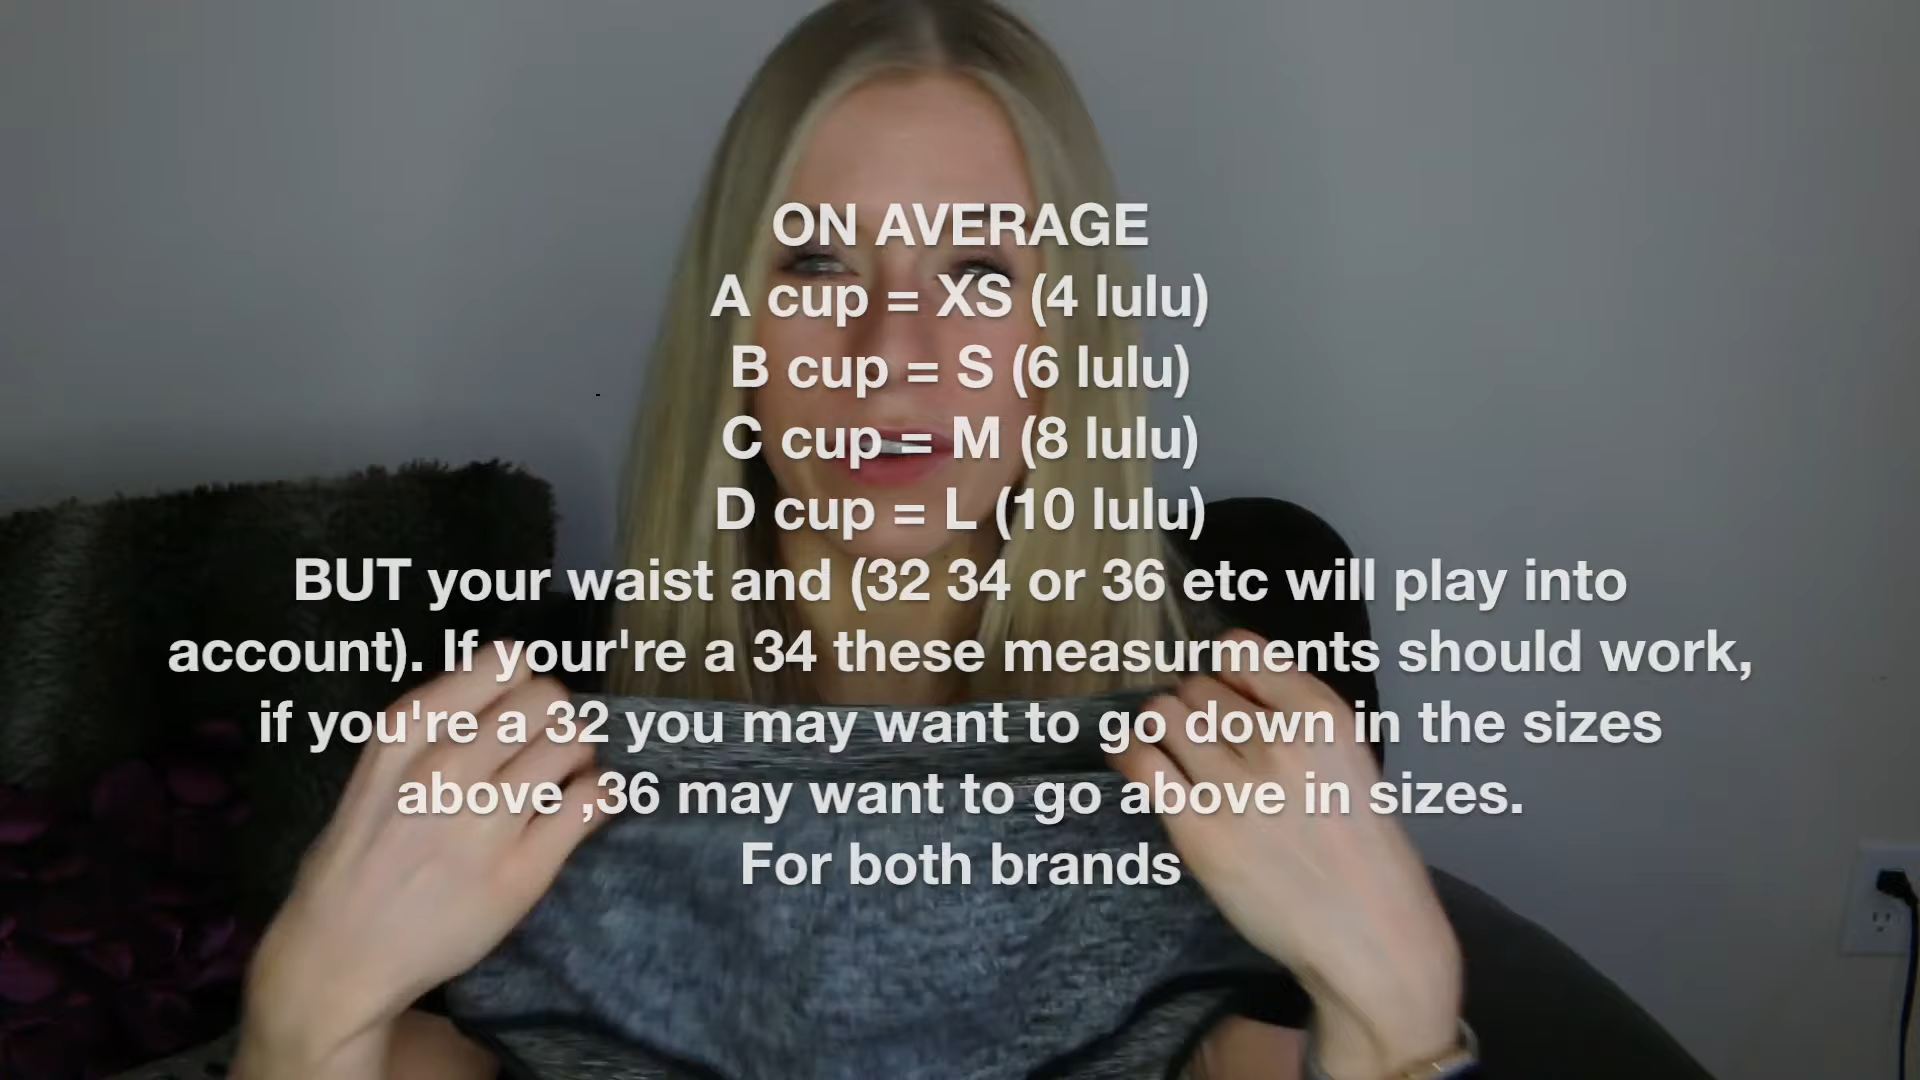 ON AVERAGE
A cup = XS (4 lulu)
B cup = S (6 lulu)
C cup = M (8 lulu)
D cup = L (10 lulu)
BUT your waist and (32 34 or 36 etc will play into
account). If your're a 34 these measurments should work,
if you're a 32 you may want to go down in the sizes
above ,36 may want to go above in sizes.
For both brands